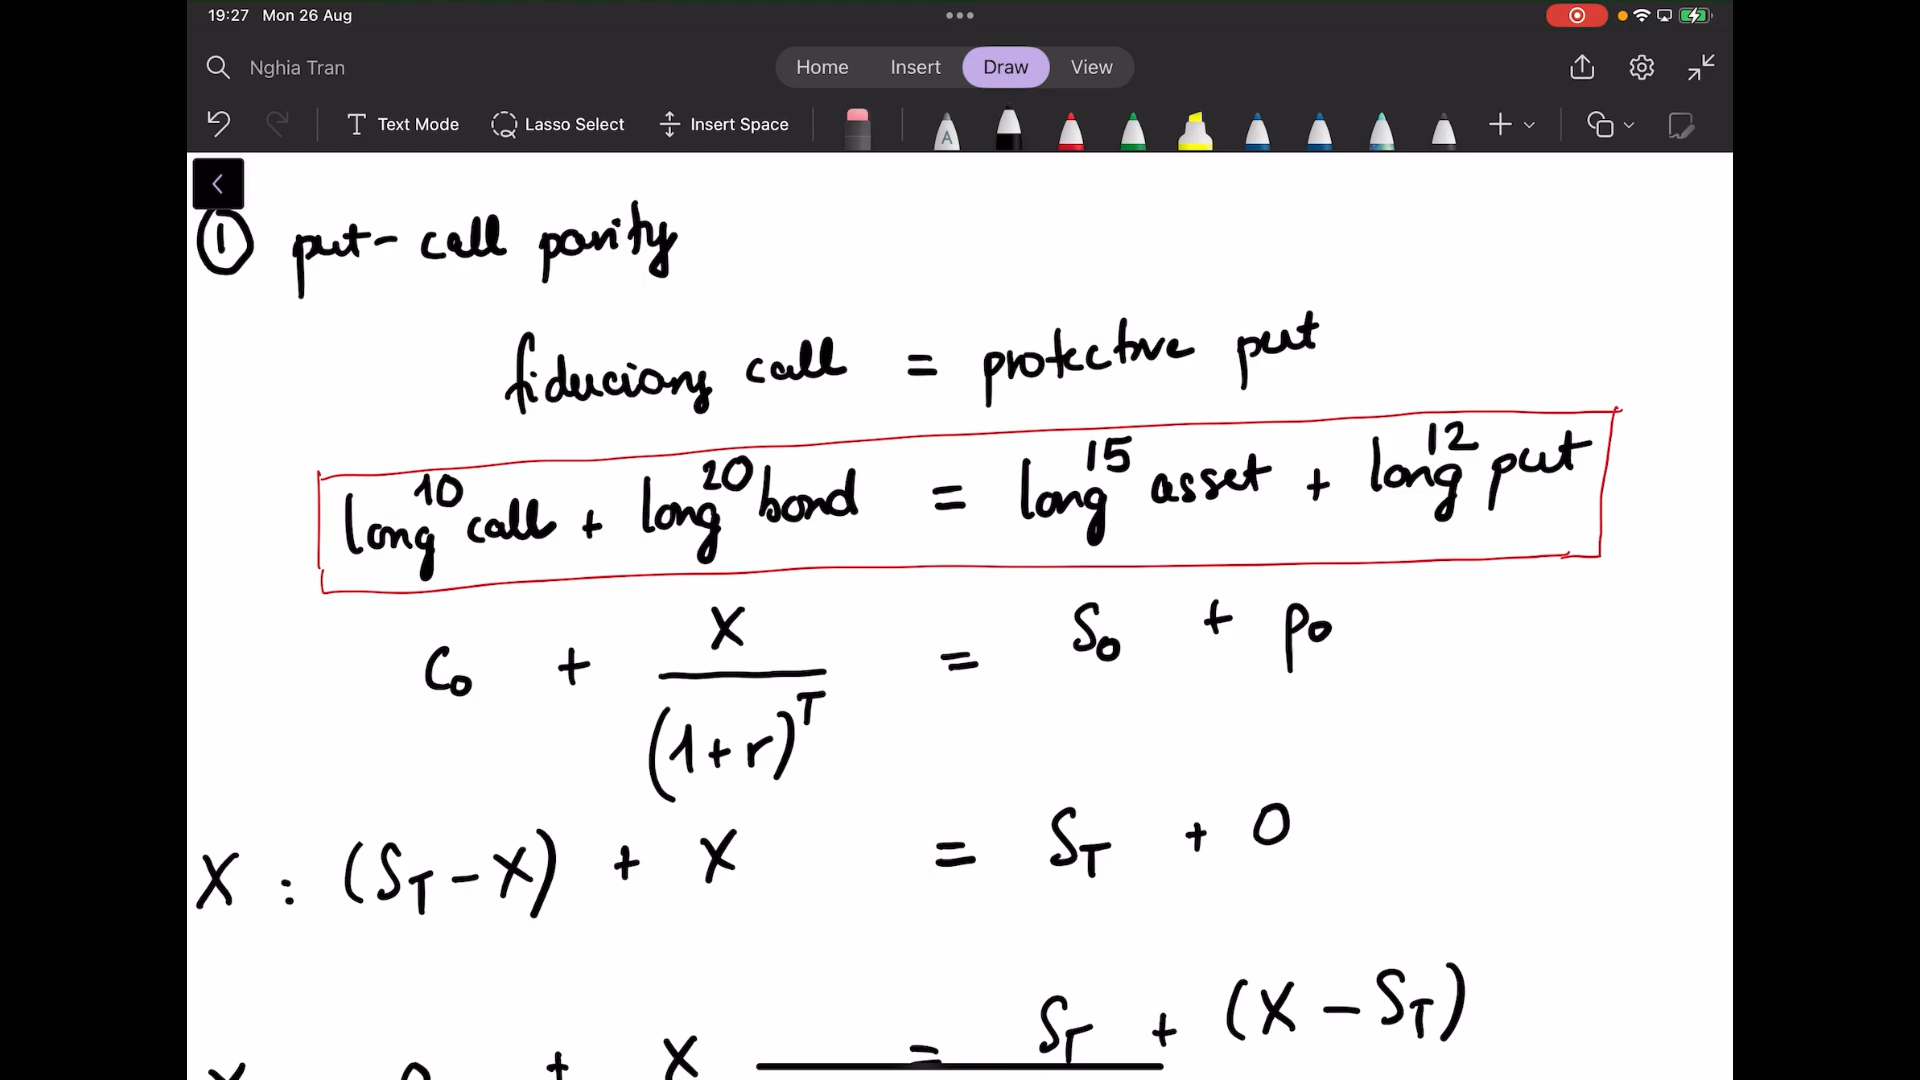 19:27 Mon 26 Aug
Nghia Tran Home Insert Draw View
Text Mode Lasso Select Insert Space A
① put-call parity
fiduciary call = protective put
long 10 call + long 20 bond = long 15 asset + long 12 put
C₀ + X/(1+r)^T = S₀ + P₀
X : (S_T - X) + X = S_T + 0
X 0 + X = S_T + (X - S_T)